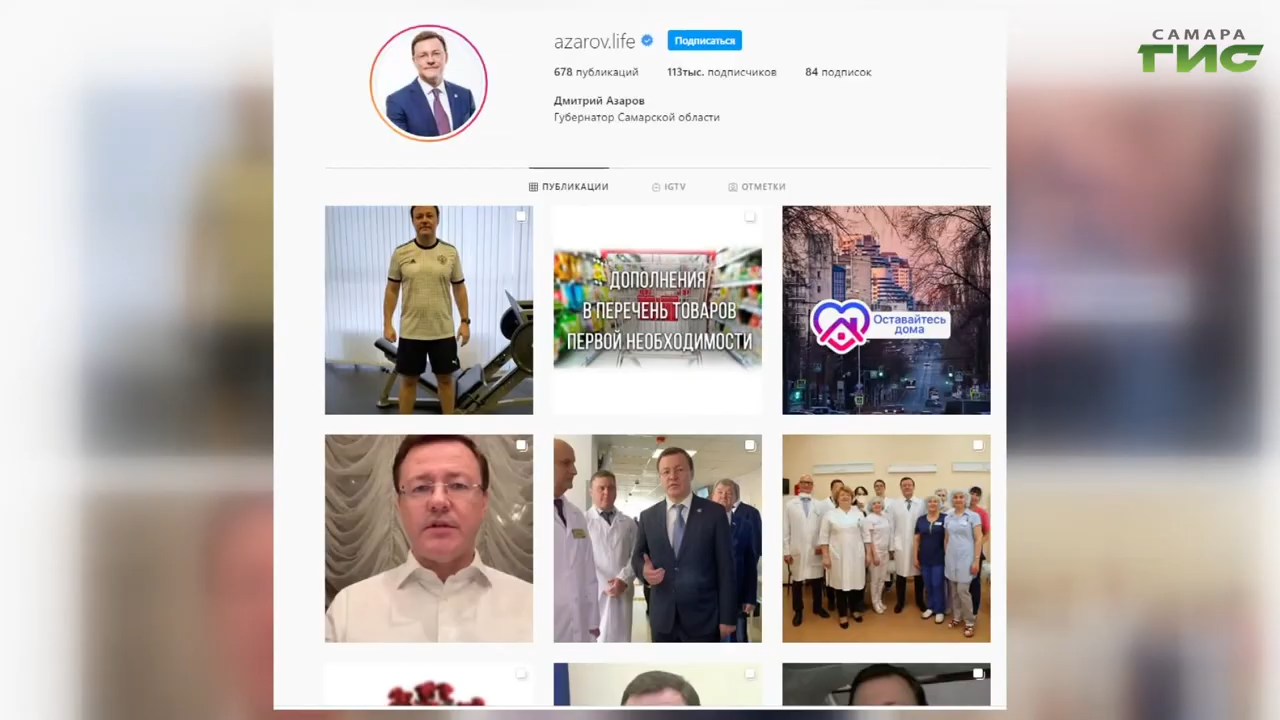 САМАРА
ГИС
azarov.life
Подписаться
678 публикаций
113тыс. подписчиков
84 подписок
Дмитрий Азаров
Губернатор Самарской области
ПУБЛИКАЦИИ
IGTV
ОТМЕТКИ
ДОПОЛНЕНИЯ
В ПЕРЕЧЕНЬ ТОВАРОВ
ПЕРВОЙ НЕОБХОДИМОСТИ
Оставайтесь
дома